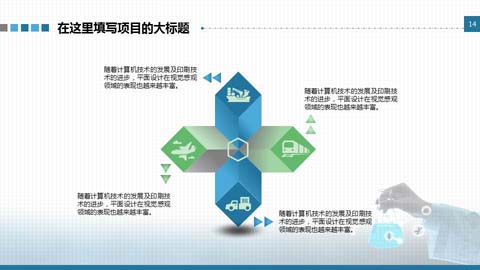 在这里填写项目的大标题
14
随着计算机技术的发展及印刷技
术的进步，平面设计在视觉感观
领域的表现也越来越丰富。
随着计算机技术的发展及印刷技
术的进步，平面设计在视觉感观
领域的表现也越来越丰富。
随着计算机技术的发展及印刷技
术的进步，平面设计在视觉感观
领域的表现也越来越丰富。
随着计算机技术的发展及印刷技
术的进步，平面设计在视觉感观
领域的表现也越来越丰富。